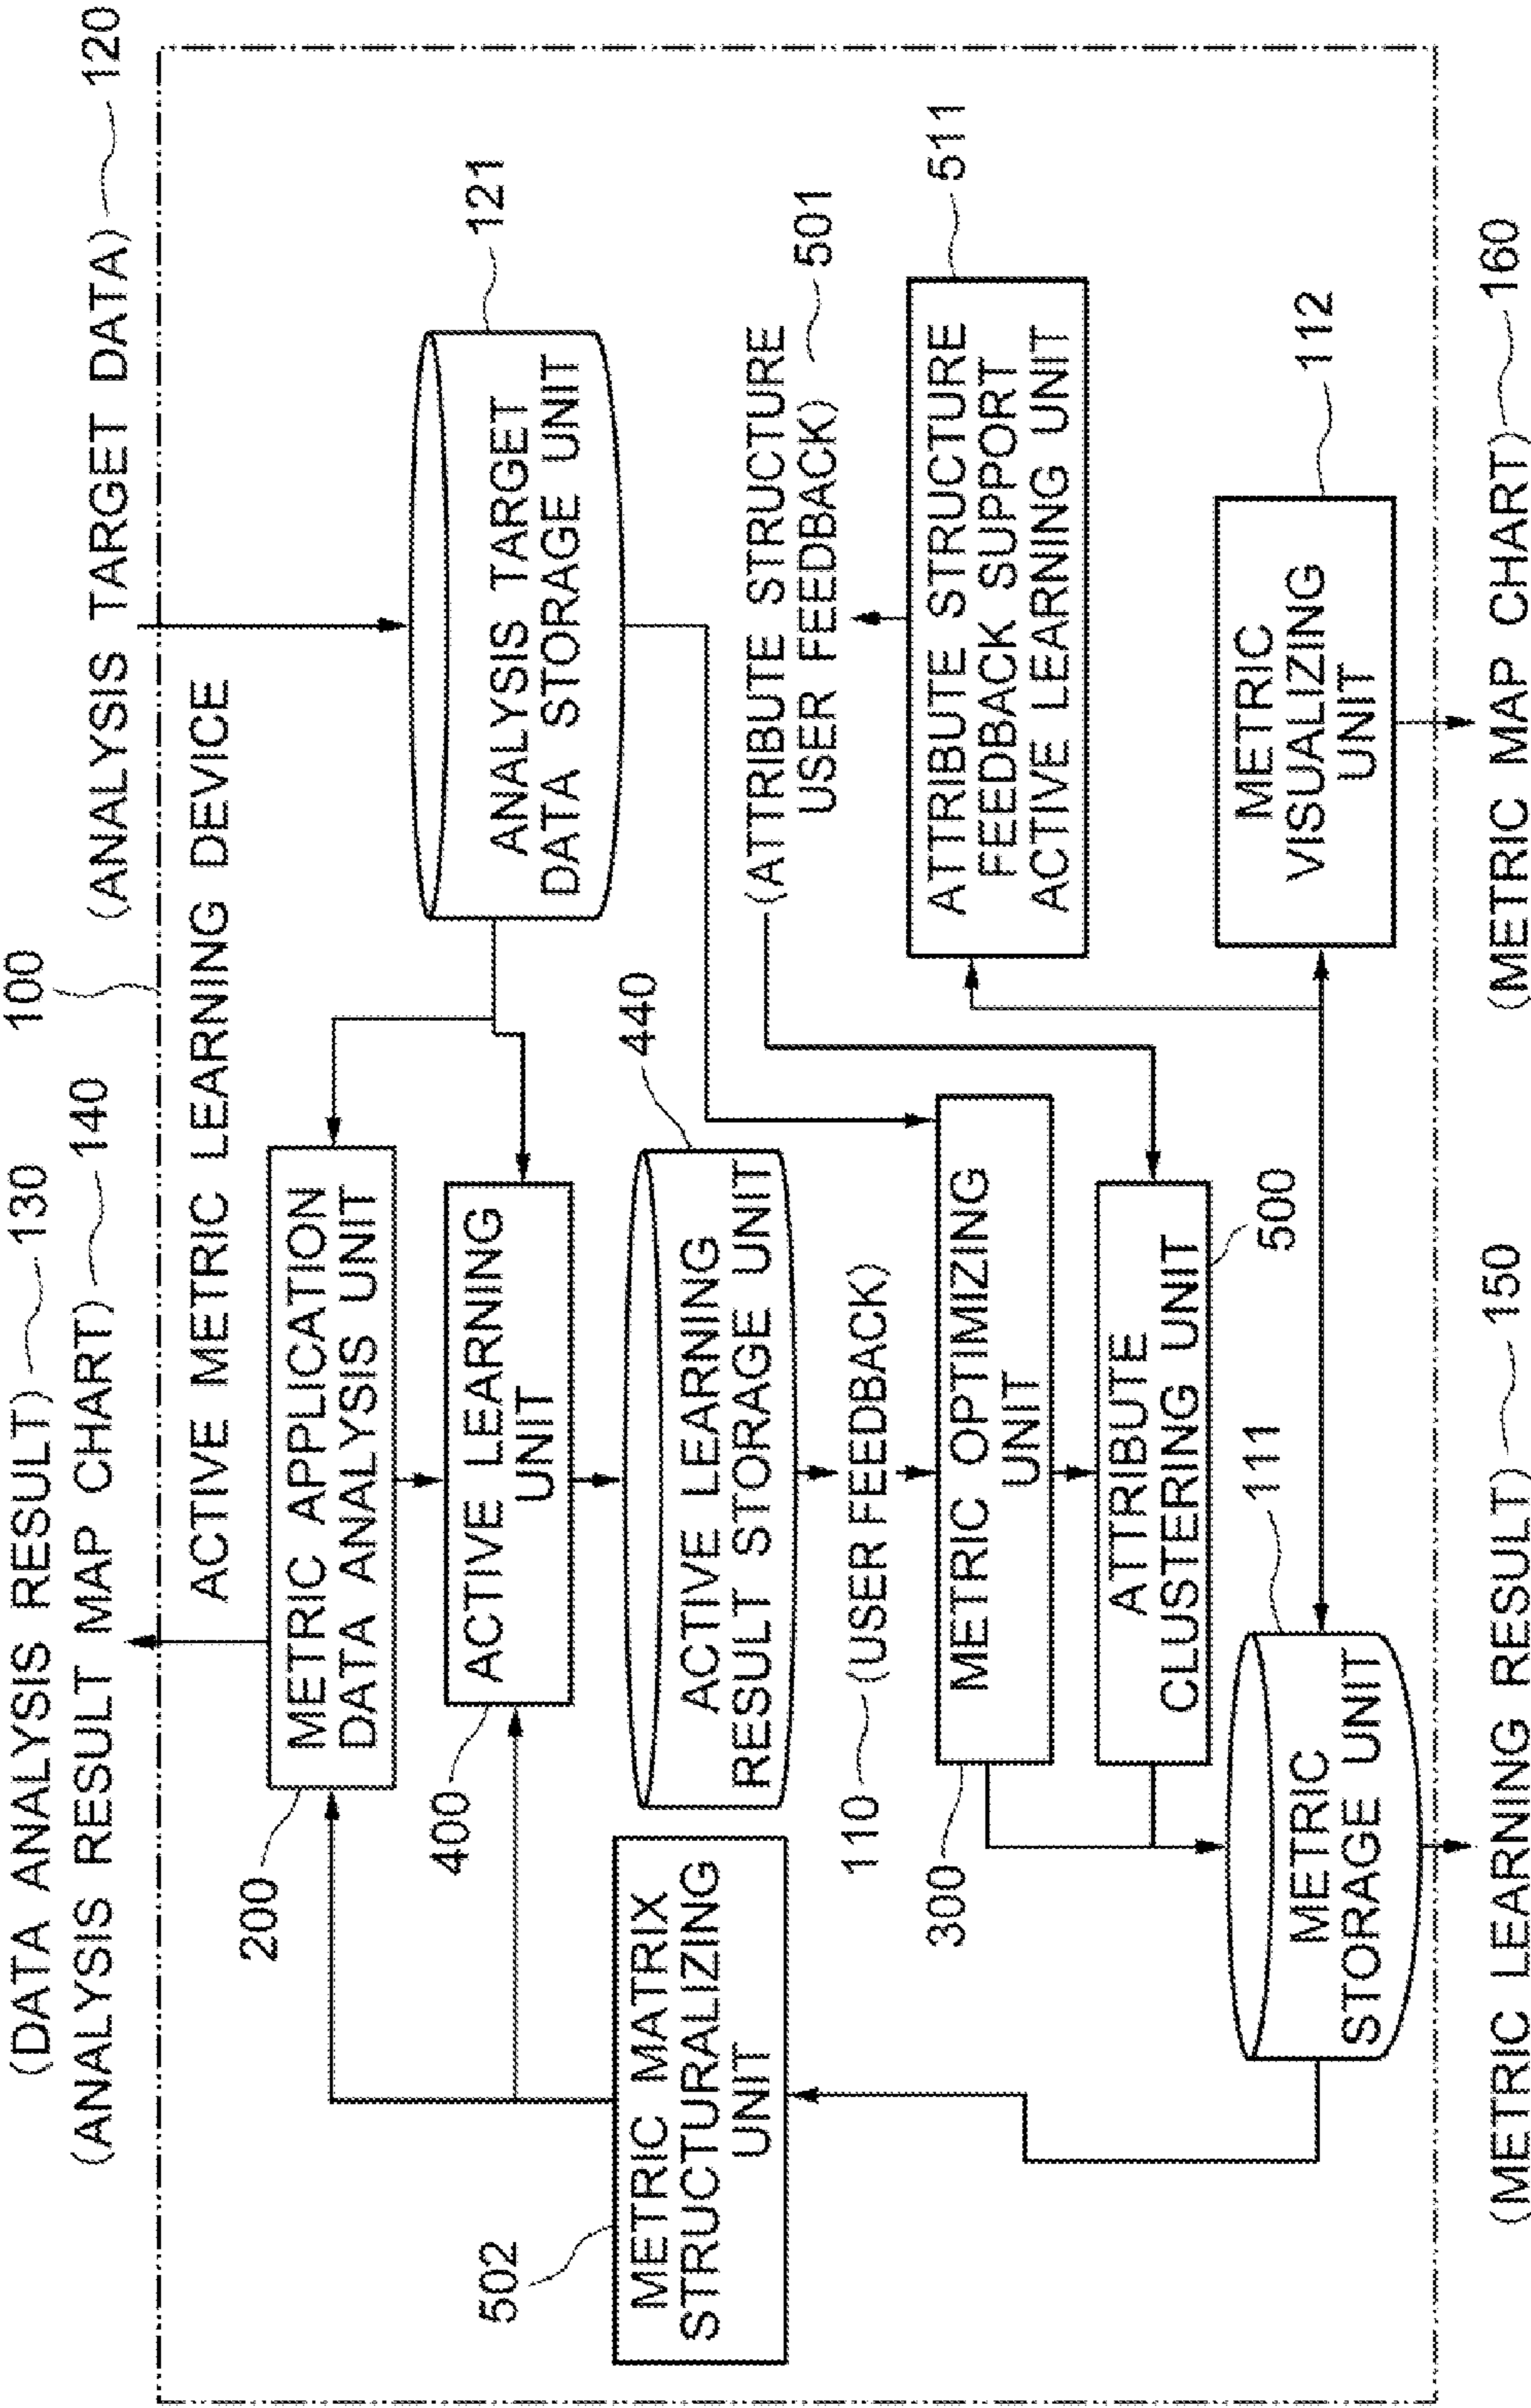 100
(DATA ANALYSIS RESULT) 130
(ANALYSIS RESULT MAP CHART) 140
(ANALYSIS TARGET DATA) 120
ACTIVE METRIC LEARNING DEVICE
200
METRIC APPLICATION
DATA ANALYSIS UNIT
400
ACTIVE LEARNING
UNIT
121
ANALYSIS TARGET
DATA STORAGE UNIT
502
METRIC MATRIX
STRUCTURALIZING
UNIT
440
ACTIVE LEARNING
RESULT STORAGE UNIT
110 (USER FEEDBACK)
(ATTRIBUTE STRUCTURE
USER FEEDBACK) 501
300
METRIC OPTIMIZING
UNIT
511
ATTRIBUTE STRUCTURE
FEEDBACK SUPPORT
ACTIVE LEARNING UNIT
ATTRIBUTE
CLUSTERING UNIT
500
111
METRIC
STORAGE UNIT
112
METRIC
VISUALIZING
UNIT
(METRIC LEARNING RESULT) 150
(METRIC MAP CHART) 160